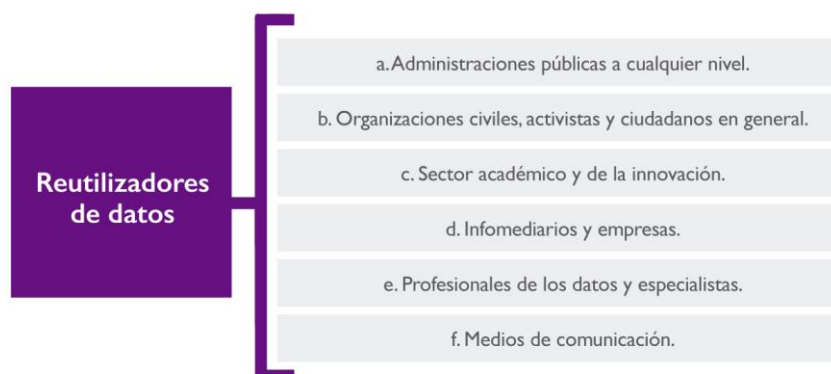 Reutilizadores
de datos
a. Administraciones públicas a cualquier nivel.
b. Organizaciones civiles, activistas y ciudadanos en general.
c. Sector académico y de la innovación.
d. Infomediarios y empresas.
e. Profesionales de los datos y especialistas.
f. Medios de comunicación.